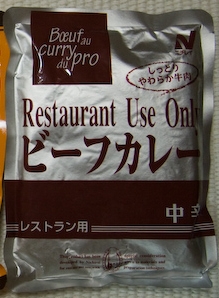 Bœuf au
curry
du pro
しっとり
やわらか牛肉
Restaurant Use Only
ビーフカレー
中辛
レストラン用